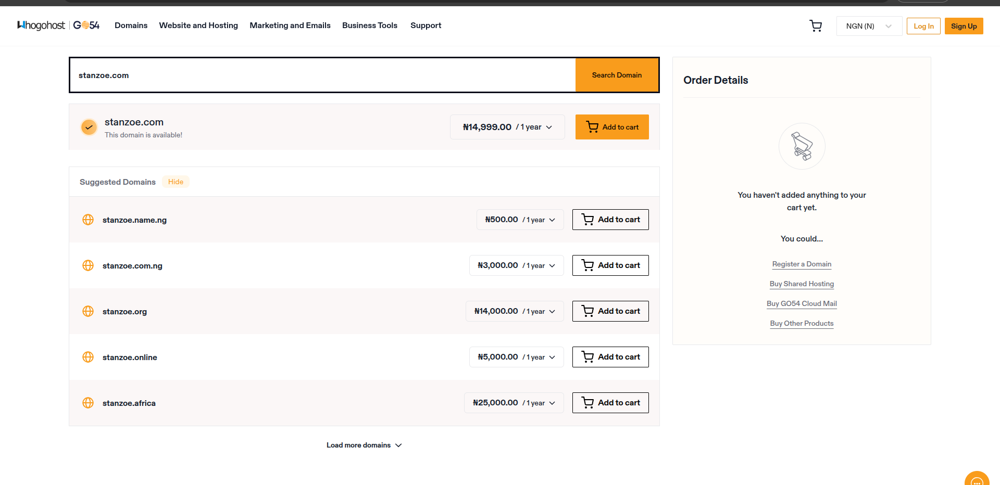 Whogohost GO54 Domains Website and Hosting Marketing and Emails Business Tools Support NGN (N) Log In Sign Up
stanzoe.com Search Domain
stanzoe.com
This domain is available!
₦14,999.00 / 1 year Add to cart
Suggested Domains Hide
stanzoe.name.ng ₦500.00 / 1 year Add to cart
stanzoe.com.ng ₦3,000.00 / 1 year Add to cart
stanzoe.org ₦14,000.00 / 1 year Add to cart
stanzoe.online ₦5,000.00 / 1 year Add to cart
stanzoe.africa ₦25,000.00 / 1 year Add to cart
Load more domains
Order Details
You haven't added anything to your
cart yet.
You could...
Register a Domain
Buy Shared Hosting
Buy GO54 Cloud Mail
Buy Other Products